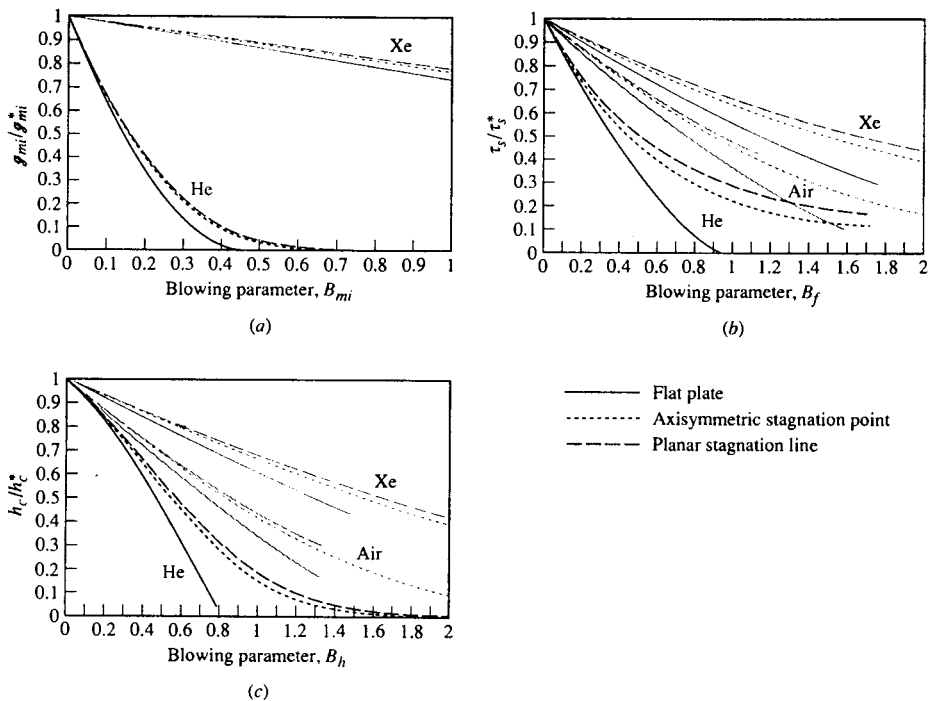 1
0.9
0.8
0.7
0.6
0.5
0.4
0.3
0.2
0.1
0
g_mi/g*_mi
Xe
He
0 0.1 0.2 0.3 0.4 0.5 0.6 0.7 0.8 0.9 1
Blowing parameter, B_mi
(a)
1
0.9
0.8
0.7
0.6
0.5
0.4
0.3
0.2
0.1
0
τ_s/τ*_s
Xe
Air
He
0 0.2 0.4 0.6 0.8 1 1.2 1.4 1.6 1.8 2
Blowing parameter, B_f
(b)
1
0.9
0.8
0.7
0.6
0.5
0.4
0.3
0.2
0.1
0
h_c/h*_c
Xe
Air
He
0 0.2 0.4 0.6 0.8 1 1.2 1.4 1.6 1.8 2
Blowing parameter, B_h
(c)
Flat plate
Axisymmetric stagnation point
Planar stagnation line